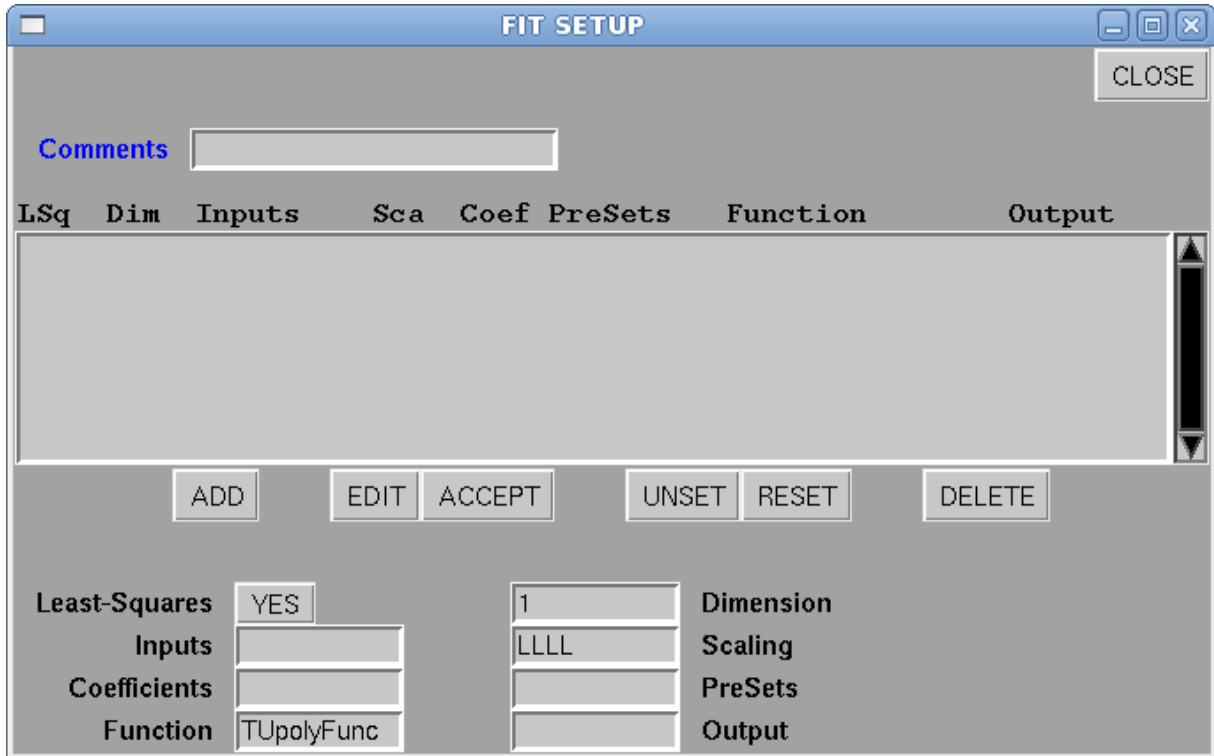 FIT SETUP
CLOSE
Comments
LSq Dim Inputs Sca Coef PreSets Function Output
ADD EDIT ACCEPT UNSET RESET DELETE
Least-Squares YES 1 Dimension
Inputs LLLL Scaling
Coefficients PreSets
Function TUpolyFunc Output